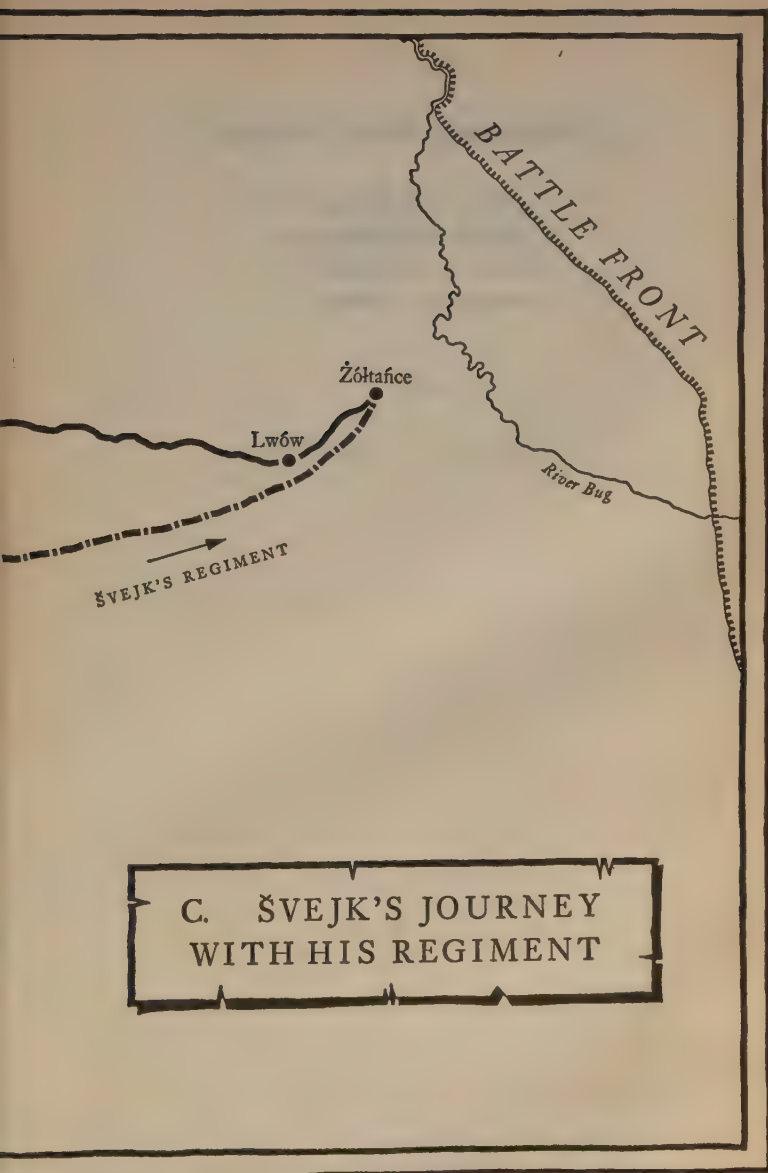 BATTLE FRONT
Żółtańce
Lwów
River Bug
ŠVEJK'S REGIMENT
C. ŠVEJK'S JOURNEY
WITH HIS REGIMENT